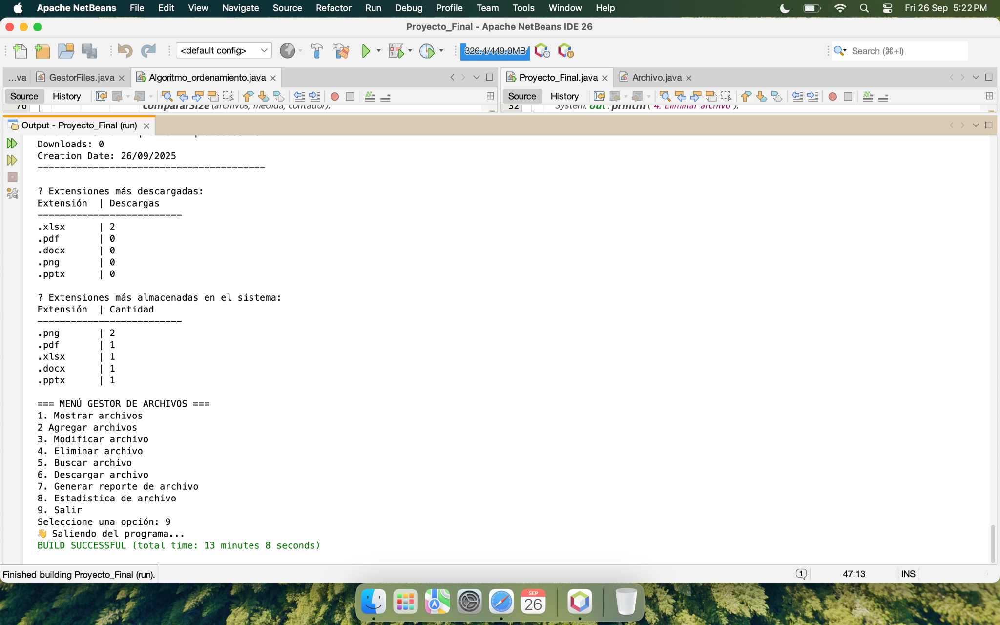 Apache NetBeans File Edit View Navigate Source Refactor Run Debug Profile Team Tools Window Help Fri 26 Sep 5:22 PM
Proyecto_Final - Apache NetBeans IDE 26
<default config> 326.4/449.0MB Search (⌘+I)
...va GestorFiles.java Algoritmo_ordenamiento.java Proyecto_Final.java Archivo.java
Source History Source History
76 compararSize(archivos, medida, contador); 32 System.out.println("4. Eliminar archivo");
Output - Proyecto_Final (run)
Downloads: 0
Creation Date: 26/09/2025
-----------------------------------------
? Extensiones más descargadas:
Extensión | Descargas
--------------------------
.xlsx | 2
.pdf | 0
.docx | 0
.png | 0
.pptx | 0
? Extensiones más almacenadas en el sistema:
Extensión | Cantidad
--------------------------
.png | 2
.pdf | 1
.xlsx | 1
.docx | 1
.pptx | 1
=== MENÚ GESTOR DE ARCHIVOS ===
1. Mostrar archivos
2 Agregar archivos
3. Modificar archivo
4. Eliminar archivo
5. Buscar archivo
6. Descargar archivo
7. Generar reporte de archivo
8. Estadistica de archivo
9. Salir
Seleccione una opción: 9
👋 Saliendo del programa...
BUILD SUCCESSFUL (total time: 13 minutes 8 seconds)
Finished building Proyecto_Final (run). 1 47:13 INS
SEP
26